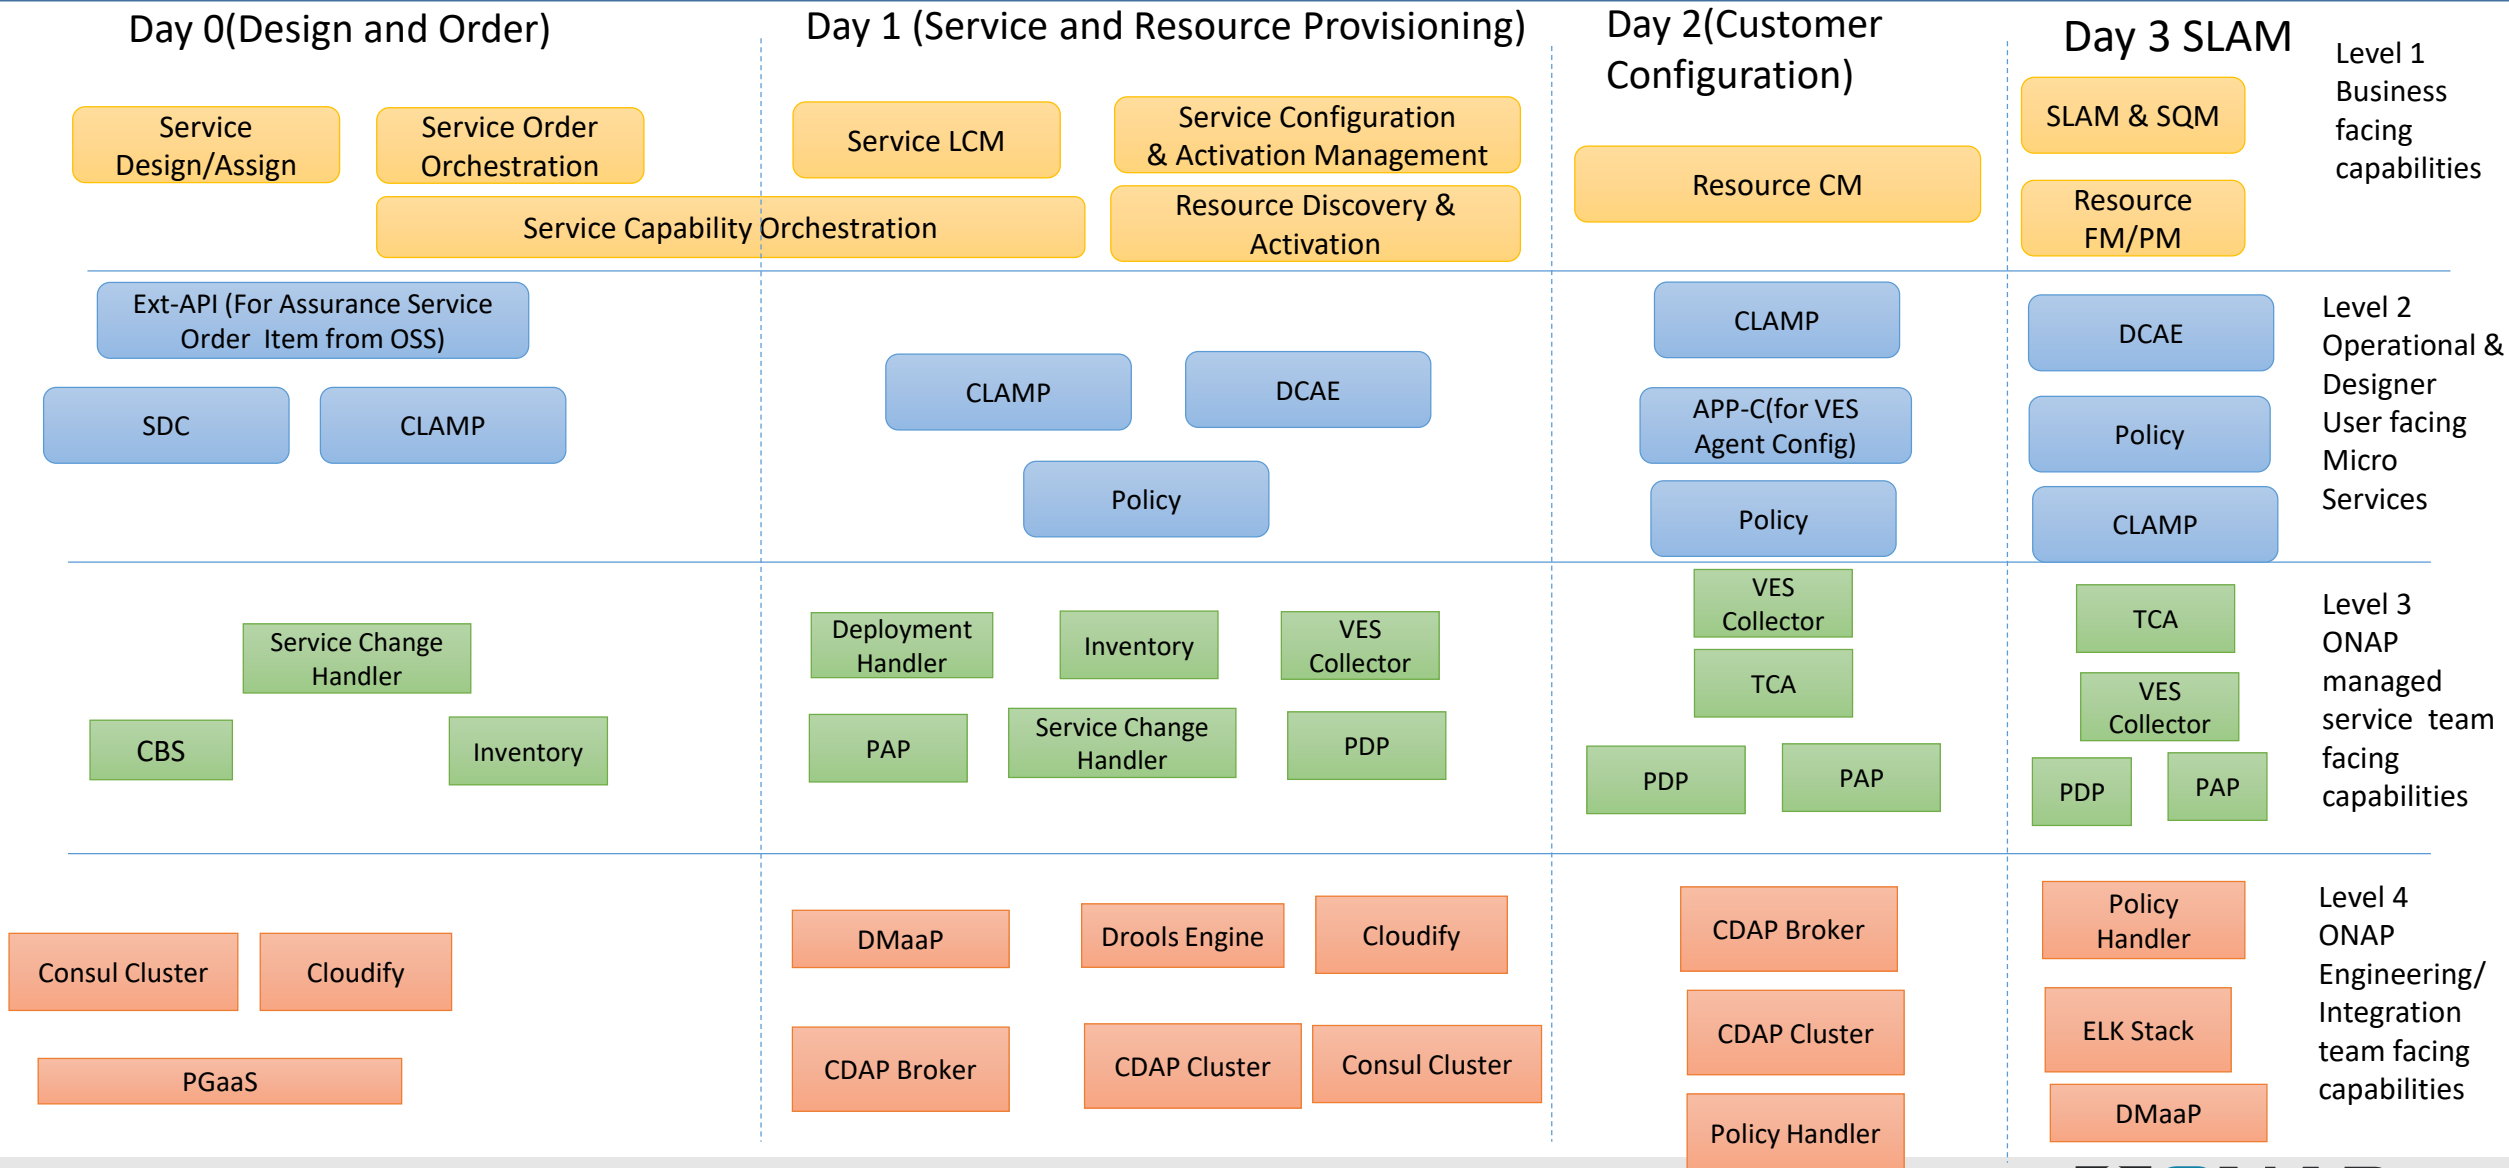 Day 0(Design and Order)
Day 1 (Service and Resource Provisioning)
Day 2(Customer
Configuration)
Day 3 SLAM
Level 1
Business
facing
capabilities
Service
Design/Assign
Service Order
Orchestration
Service Capability Orchestration
Service LCM
Service Configuration
& Activation Management
Resource Discovery &
Activation
Resource CM
SLAM & SQM
Resource
FM/PM
Ext-API (For Assurance Service
Order Item from OSS)
SDC
CLAMP
CLAMP
DCAE
Policy
CLAMP
APP-C(for VES
Agent Config)
Policy
DCAE
Policy
CLAMP
Level 2
Operational &
Designer
User facing
Micro
Services
Service Change
Handler
CBS
Inventory
Deployment
Handler
Inventory
VES
Collector
PAP
Service Change
Handler
PDP
VES
Collector
TCA
PDP
PAP
TCA
VES
Collector
PDP
PAP
Level 3
ONAP
managed
service team
facing
capabilities
Consul Cluster
Cloudify
PGaaS
DMaaP
Drools Engine
Cloudify
CDAP Broker
CDAP Cluster
Consul Cluster
CDAP Broker
CDAP Cluster
Policy Handler
Policy
Handler
ELK Stack
DMaaP
Level 4
ONAP
Engineering/
Integration
team facing
capabilities